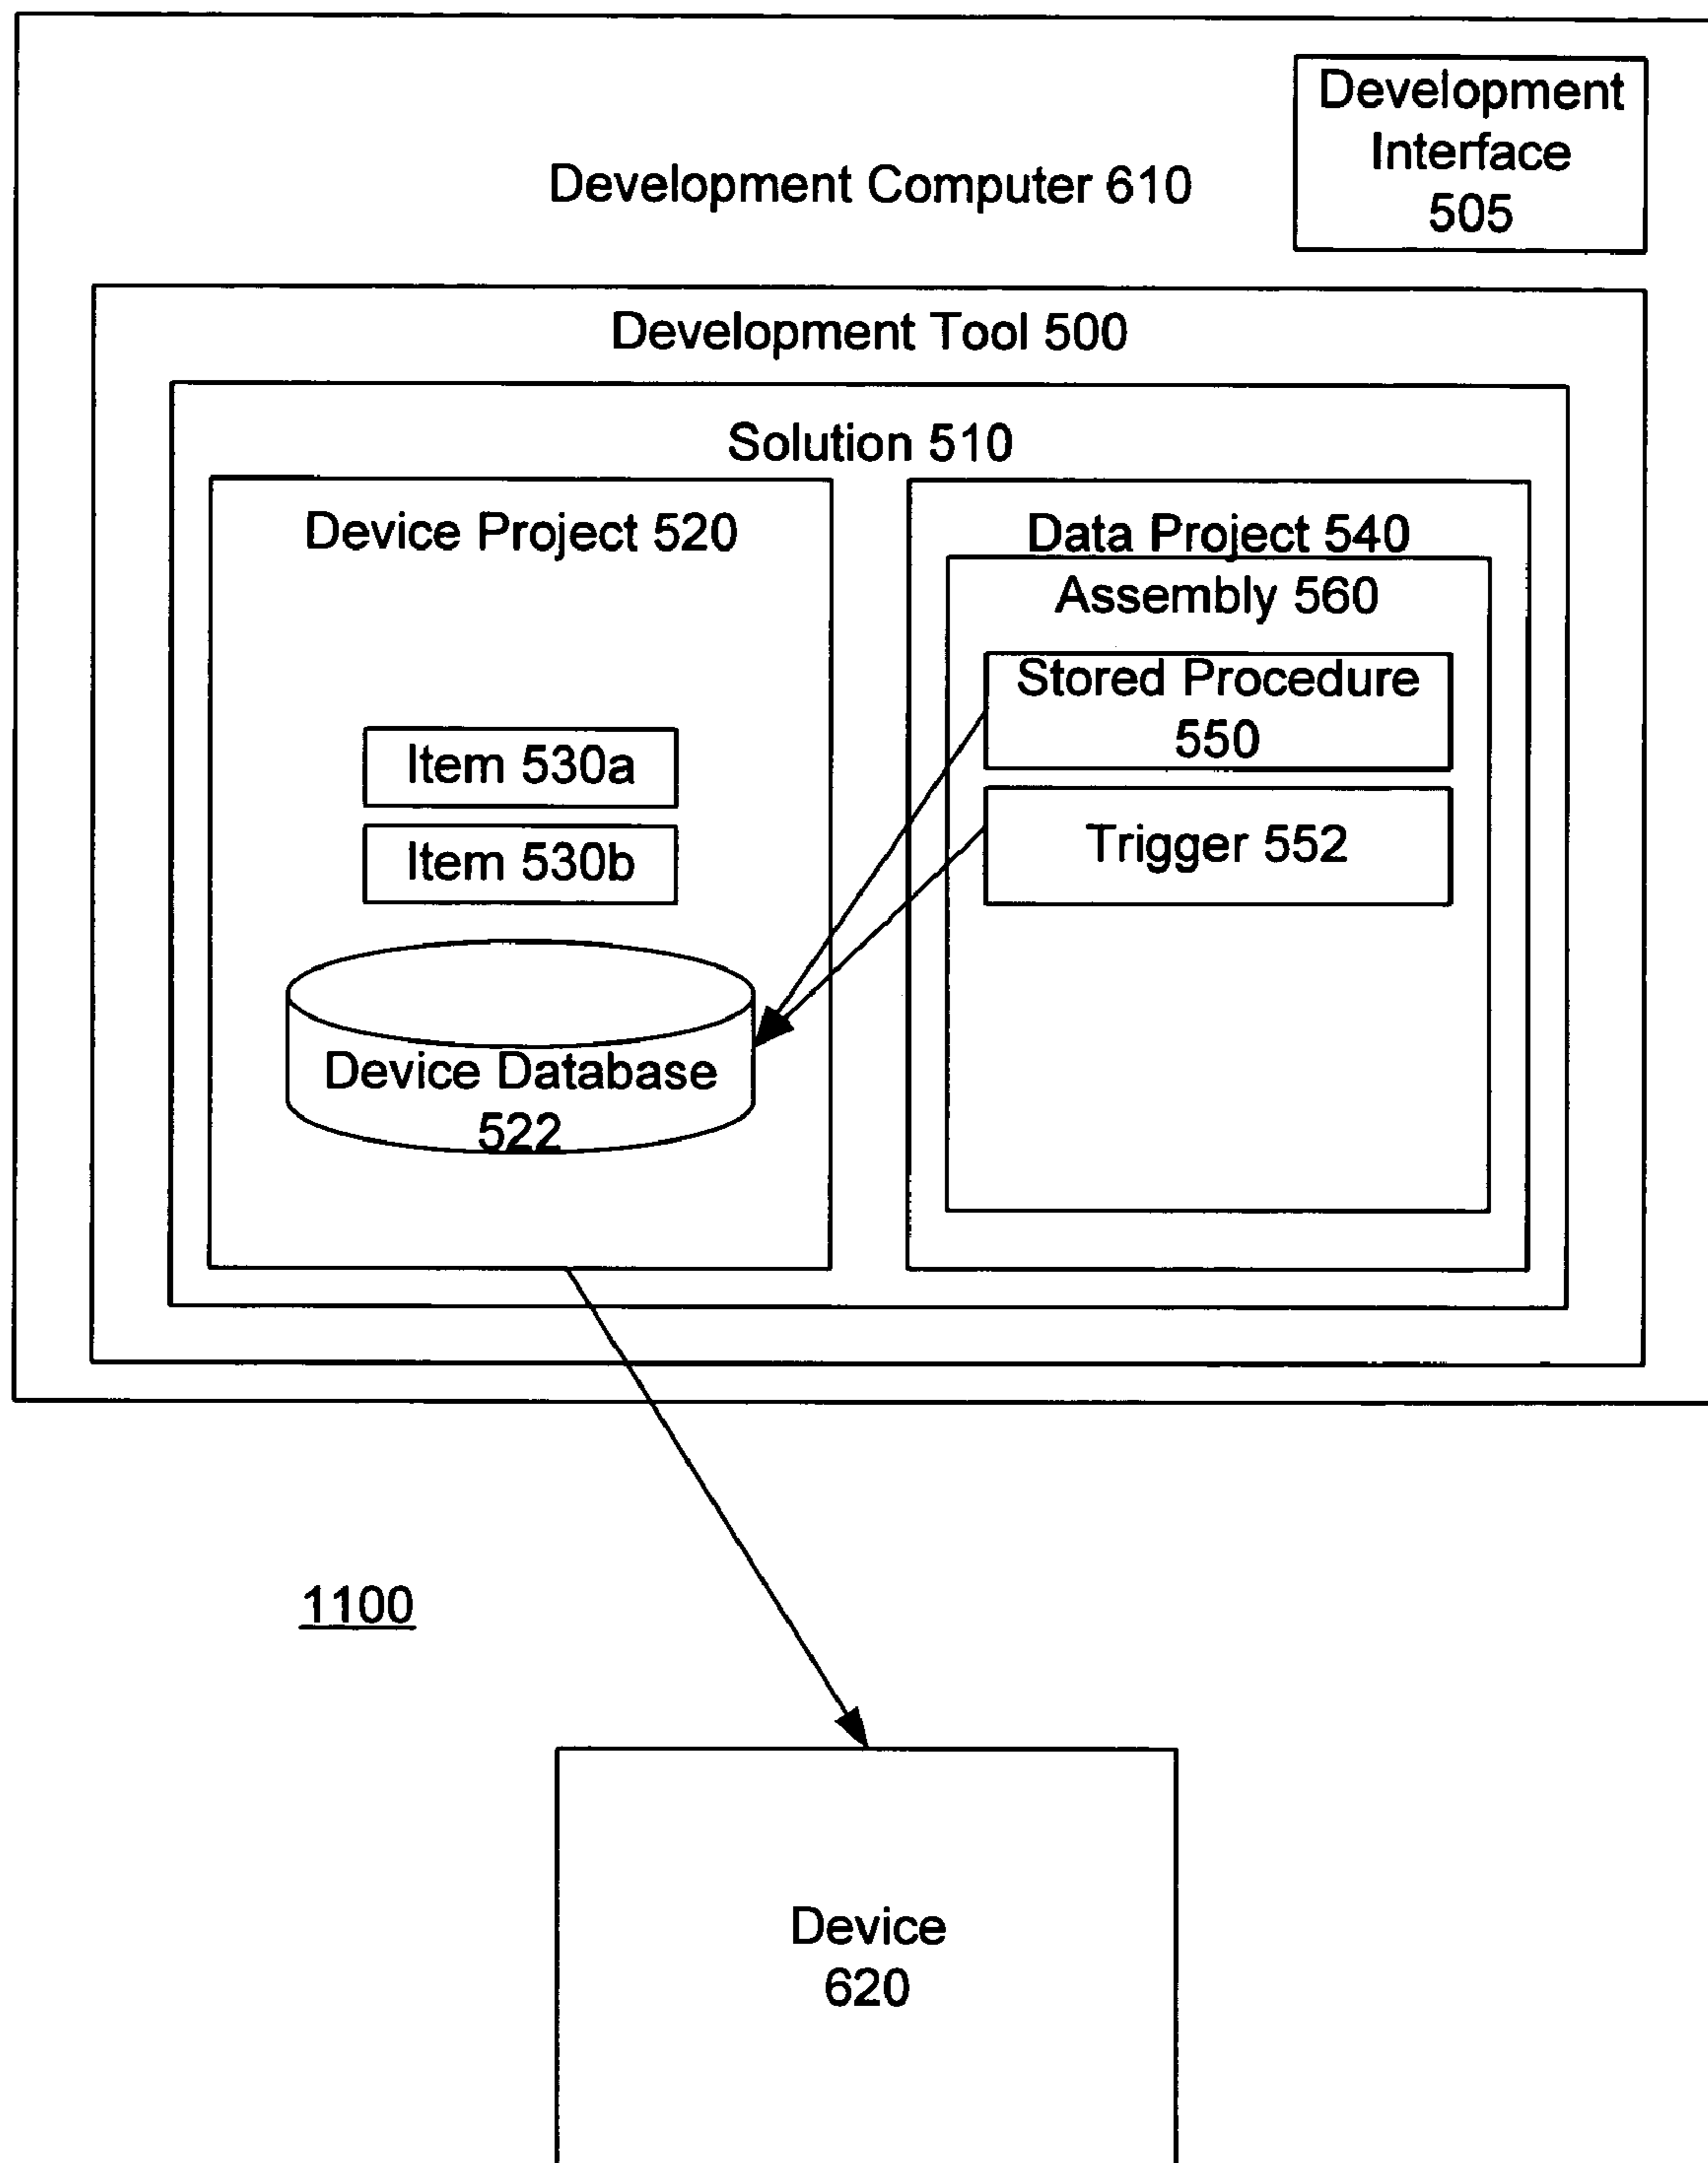 Development
Interface
505
Development Computer 610
Development Tool 500
Solution 510
Device Project 520
Item 530a
Item 530b
Device Database
522
Data Project 540
Assembly 560
Stored Procedure
550
Trigger 552
1100
Device
620